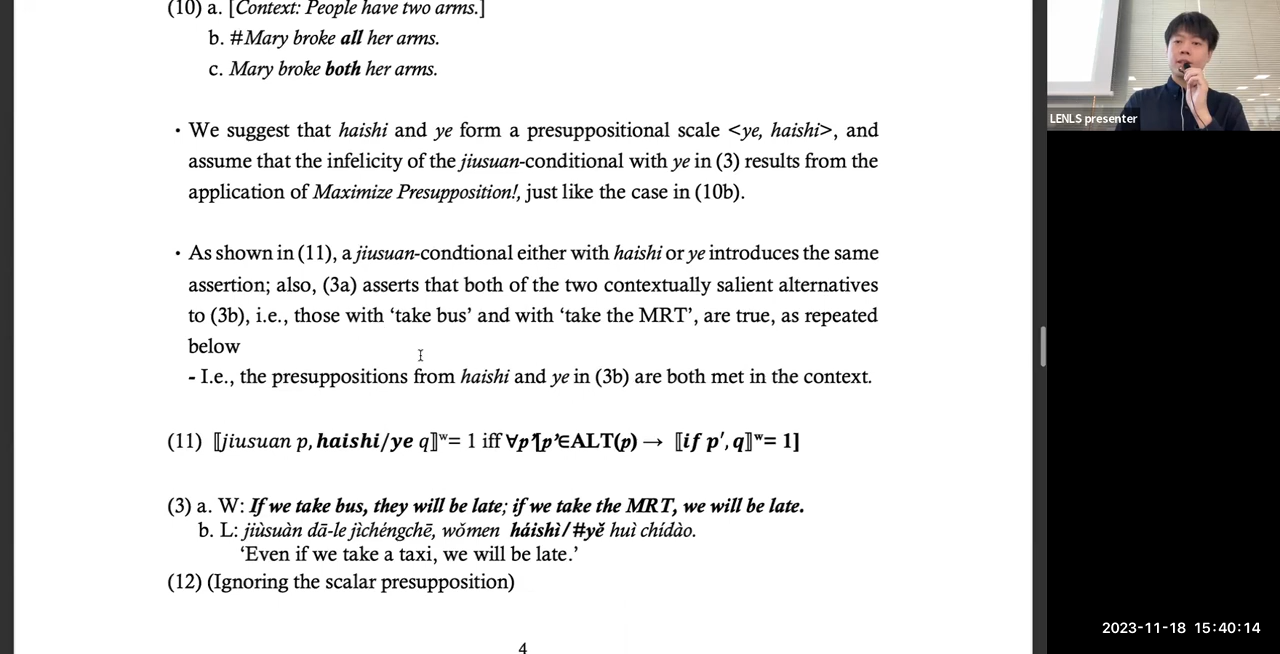 (10) a. [Context: People have two arms.]
b. #Mary broke all her arms.
c. Mary broke both her arms.
• We suggest that haishi and ye form a presuppositional scale <ye, haishi>, and
assume that the infelicity of the jiusuan-conditional with ye in (3) results from the
application of Maximize Presupposition!, just like the case in (10b).
• As shown in (11), a jiusuan-condtional either with haishi or ye introduces the same
assertion; also, (3a) asserts that both of the two contextually salient alternatives
to (3b), i.e., those with ‘take bus’ and with ‘take the MRT’, are true, as repeated
below
- I.e., the presuppositions from haishi and ye in (3b) are both met in the context.
(11) ⟦jiusuan p, haishi/ye q⟧ʷ= 1 iff ∀p’[p’∈ALT(p) → ⟦if p′, q⟧ʷ= 1]
(3) a. W: If we take bus, they will be late; if we take the MRT, we will be late.
b. L: jiùsuàn dā-le jìchéngchē, wǒmen háishì/#yě huì chídào.
‘Even if we take a taxi, we will be late.’
(12) (Ignoring the scalar presupposition)
4
LENLS presenter
2023-11-18 15:40:14